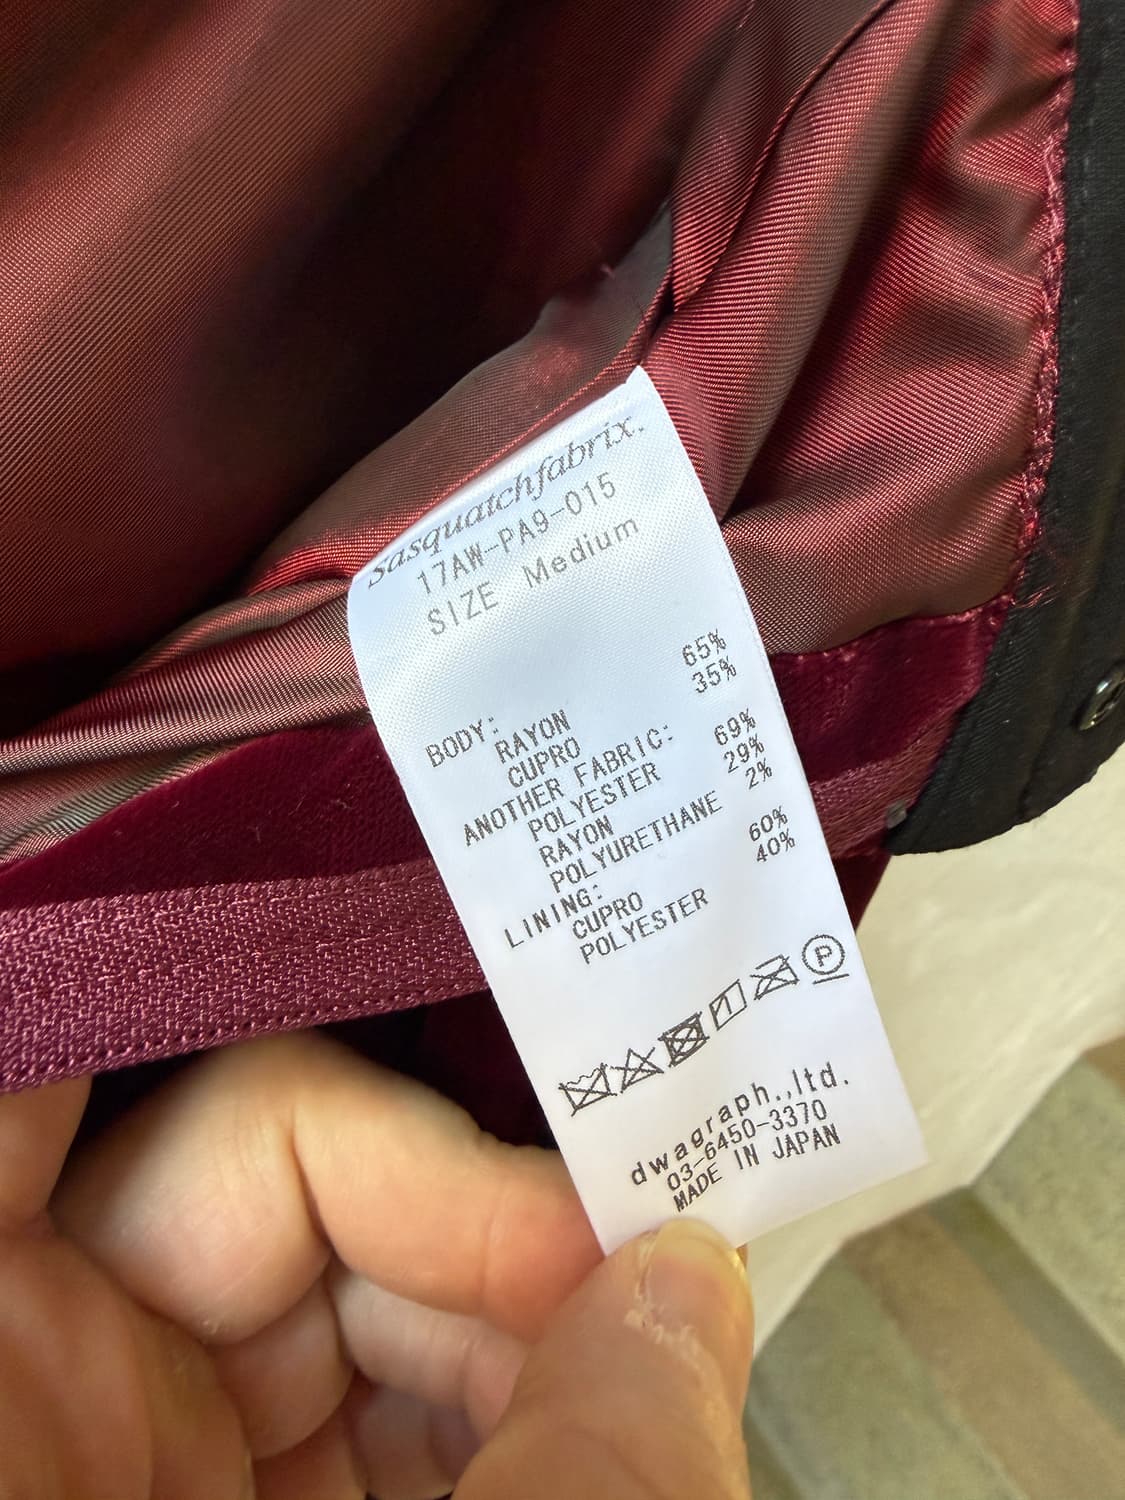 Sasquatchfabrix.
17AW-PA9-015
SIZE Medium
BODY:
RAYON 65%
CUPRO 35%
ANOTHER FABRIC:
POLYESTER 69%
RAYON 29%
POLYURETHANE 2%
LINING:
CUPRO 60%
POLYESTER 40%
P
dwagraph.,ltd.
03-6450-3370
MADE IN JAPAN